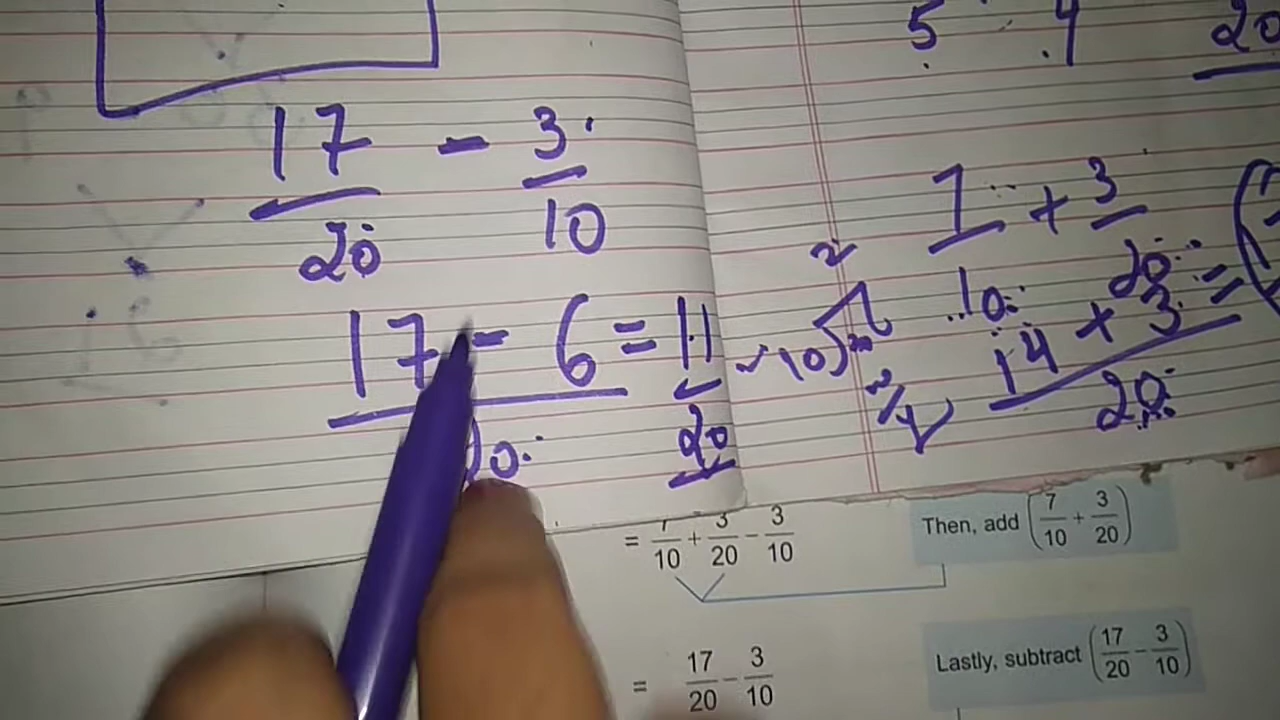 17/20 - 3/10
17 - 6 = 11
20 20
5 4 20
7/10 + 3/20 =
14 + 3
20
= 7/10 + 3/20 - 3/10 Then, add (7/10 + 3/20)
= 17/20 - 3/10 Lastly, subtract (17/20 - 3/10)